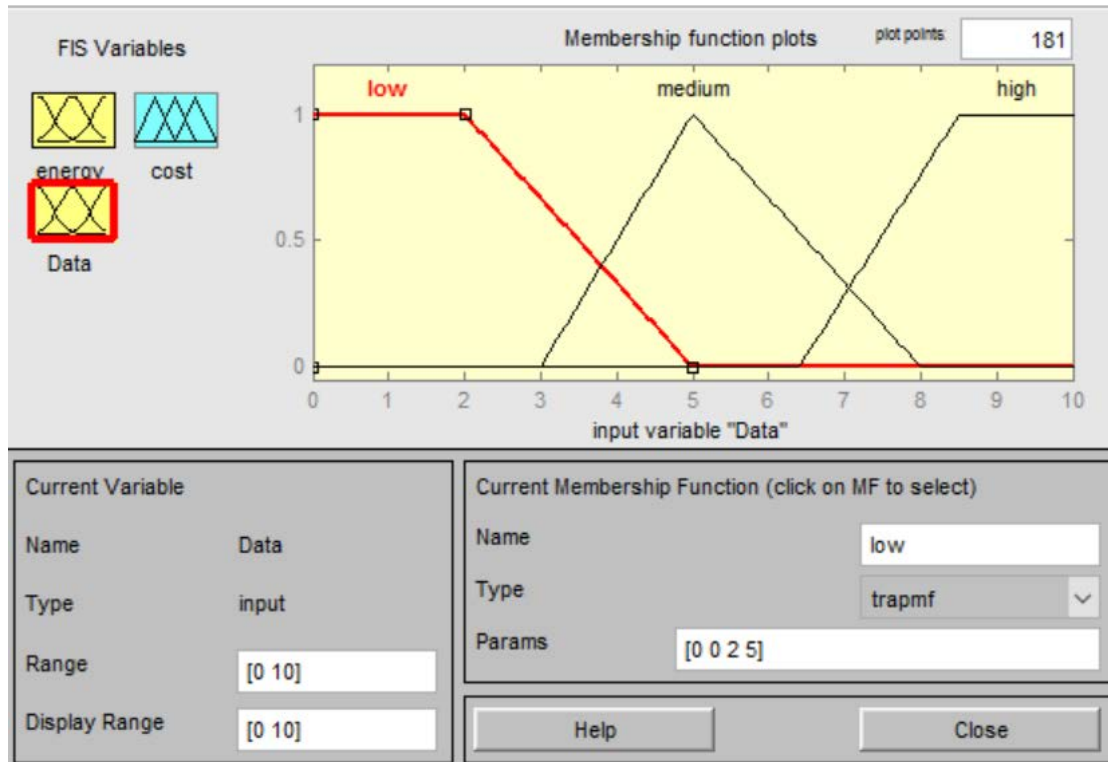 FIS Variables
Membership function plots
plot points:
181
energy
cost
Data
low
medium
high
1
0.5
0
0 1 2 3 4 5 6 7 8 9 10
input variable "Data"
Current Variable
Name Data
Type input
Range [0 10]
Display Range [0 10]
Current Membership Function (click on MF to select)
Name low
Type trapmf
Params [0 0 2 5]
Help
Close